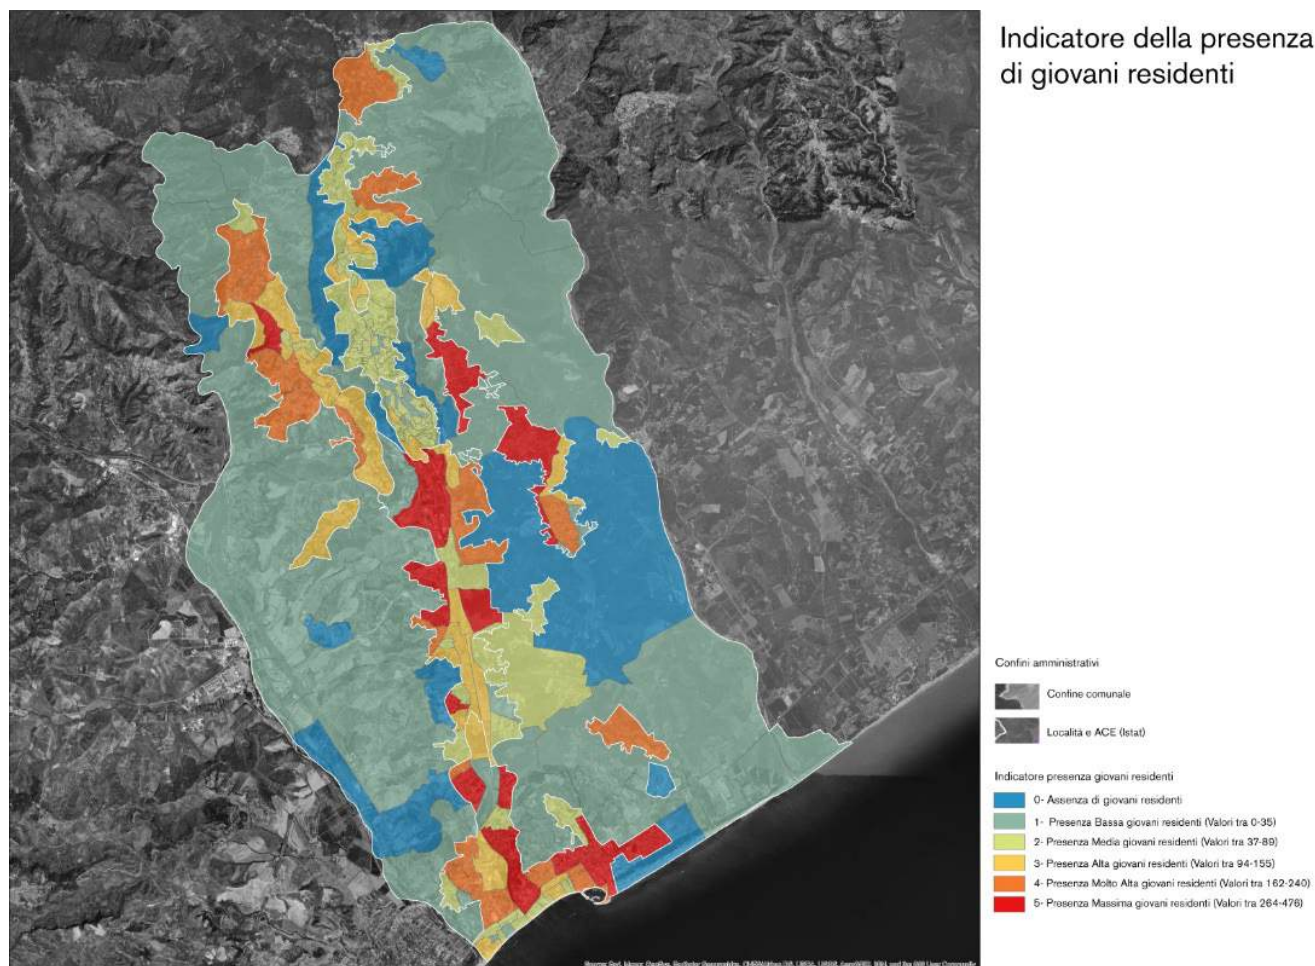 Indicatore della presenza
di giovani residenti
Confini amministrativi
Confine comunale
Località e ACE (Istat)
Indicatore presenza giovani residenti
0- Assenza di giovani residenti
1- Presenza Bassa giovani residenti (Valori tra 0-35)
2- Presenza Media giovani residenti (Valori tra 37-89)
3- Presenza Alta giovani residenti (Valori tra 94-155)
4- Presenza Molto Alta giovani residenti (Valori tra 162-240)
5- Presenza Massima giovani residenti (Valori tra 264-476)